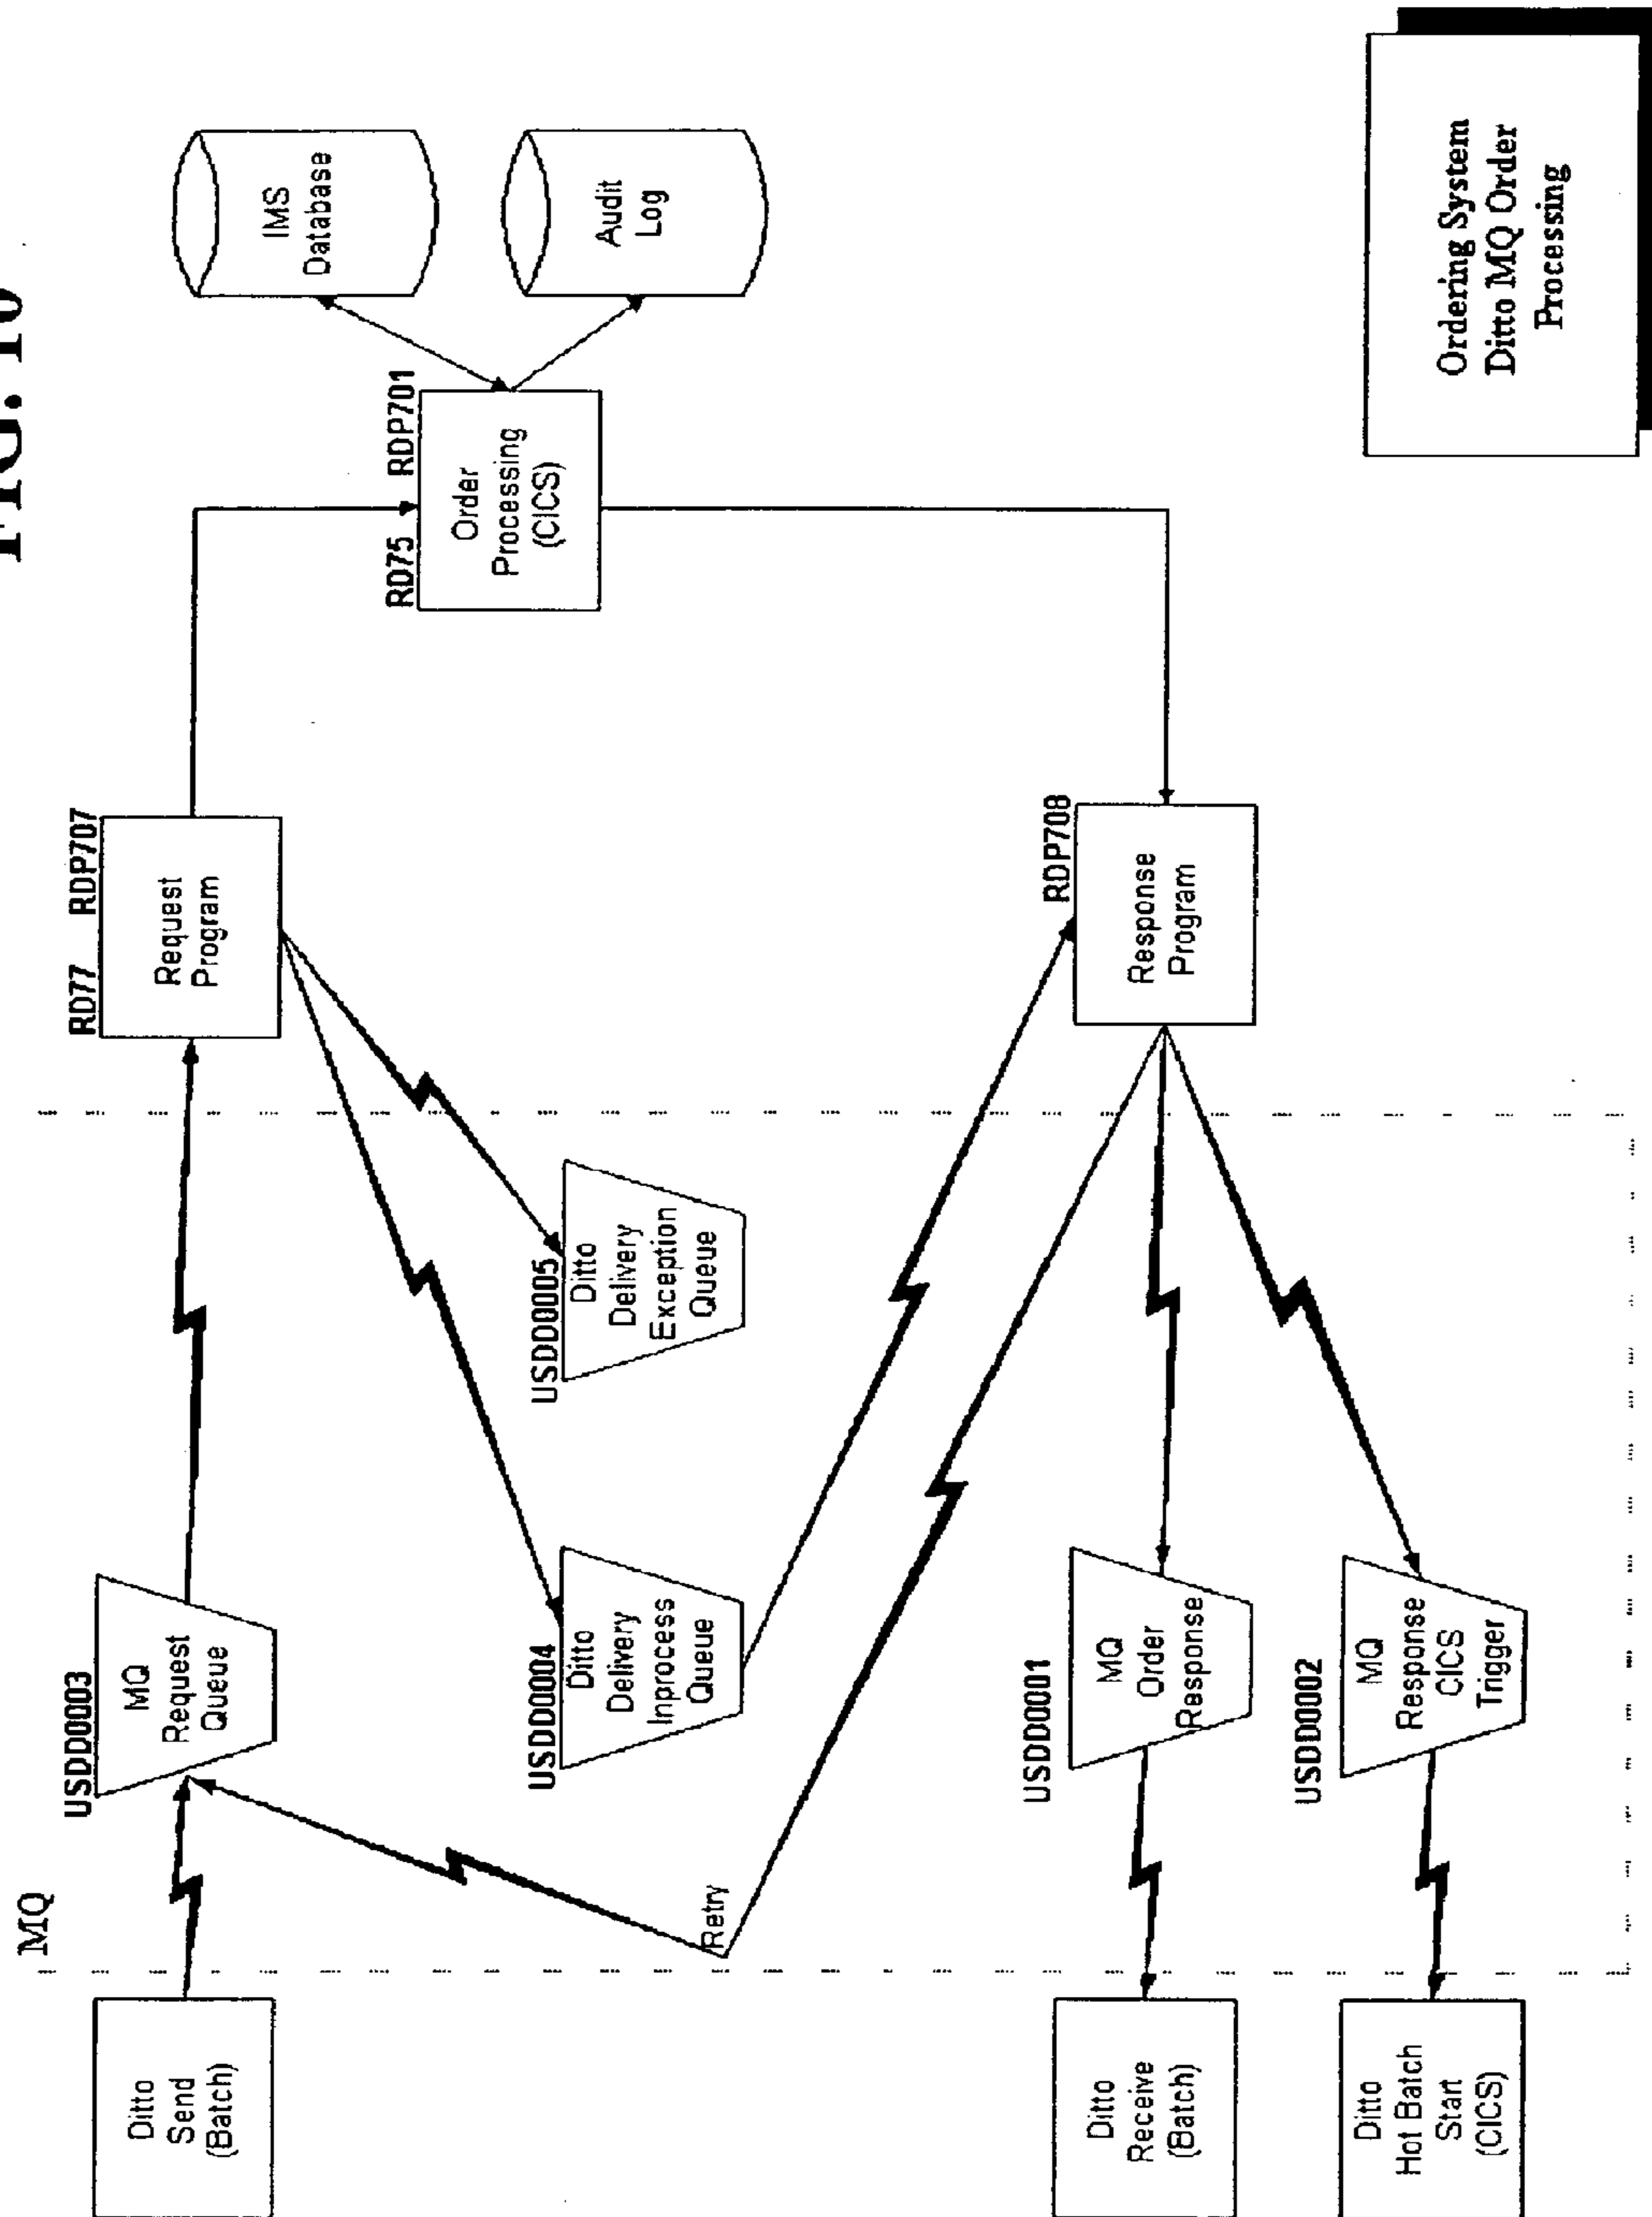 FIG.
MQ
Ditto
Send
(Batch)
USDD0003
MQ
Request
Queue
RD77 RDP707
Request
Program
IMS
Database
RD75 RDP701
Order
Processing
(CICS)
Audit
Log
USDD0004
Ditto
Delivery
Inprocess
Queue
USDD0005
Ditto
Delivery
Exception
Queue
Retry
Ditto
Receive
(Batch)
USDD0001
MQ
Order
Response
RDP708
Response
Program
Ditto
Hot Batch
Start
(CICS)
USDD0002
MQ
Response
CICS
Trigger
Ordering System
Ditto MQ Order
Processing